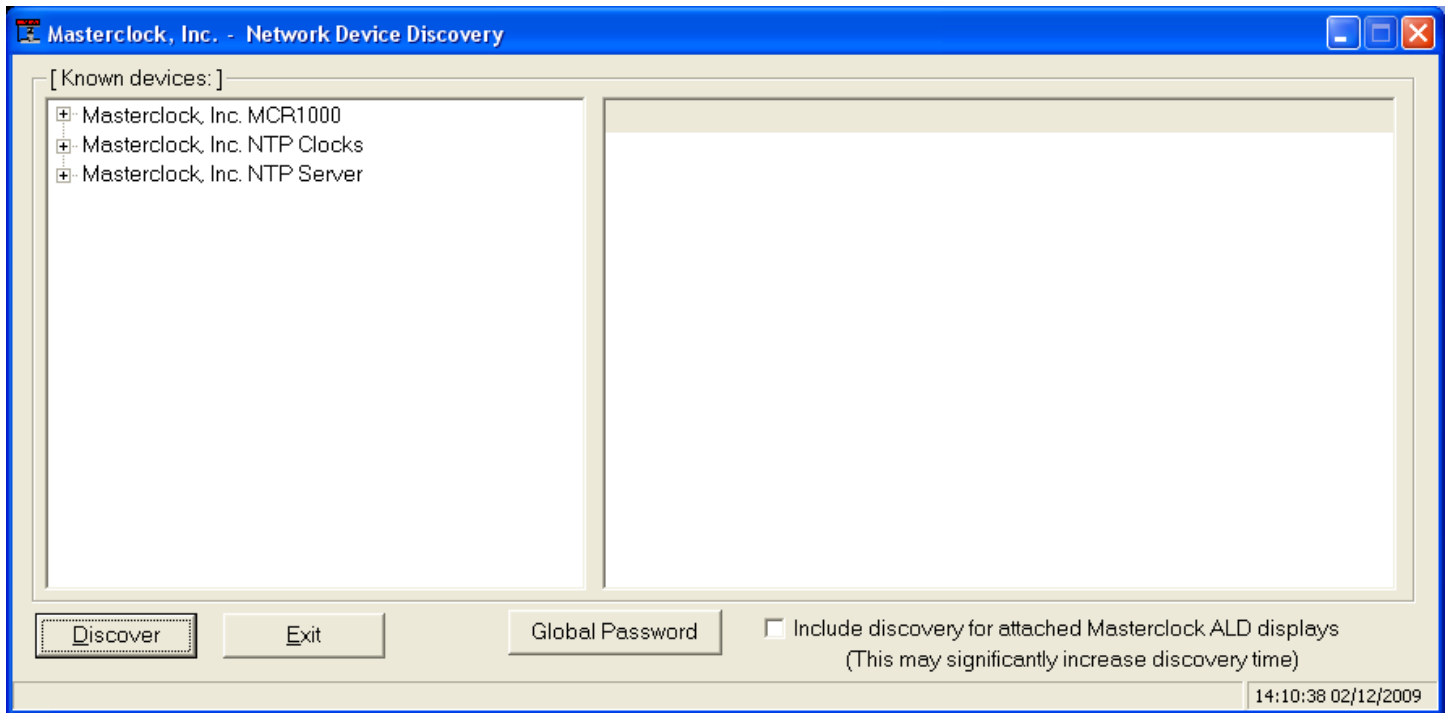 Masterclock, Inc. - Network Device Discovery
[ Known devices: ]
Masterclock, Inc. MCR1000
Masterclock, Inc. NTP Clocks
Masterclock, Inc. NTP Server
Discover
Exit
Global Password
Include discovery for attached Masterclock ALD displays
(This may significantly increase discovery time)
14:10:38 02/12/2009